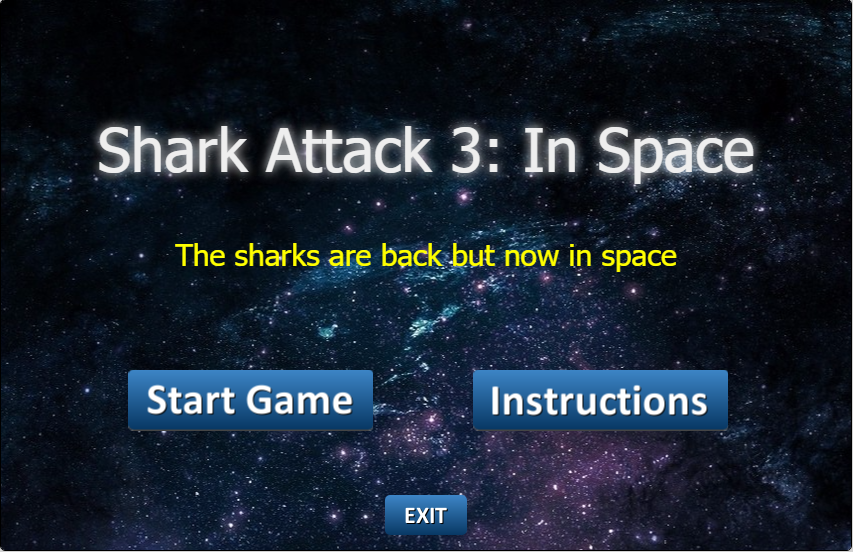 Shark Attack 3: In Space
The sharks are back but now in space
Start Game
Instructions
EXIT